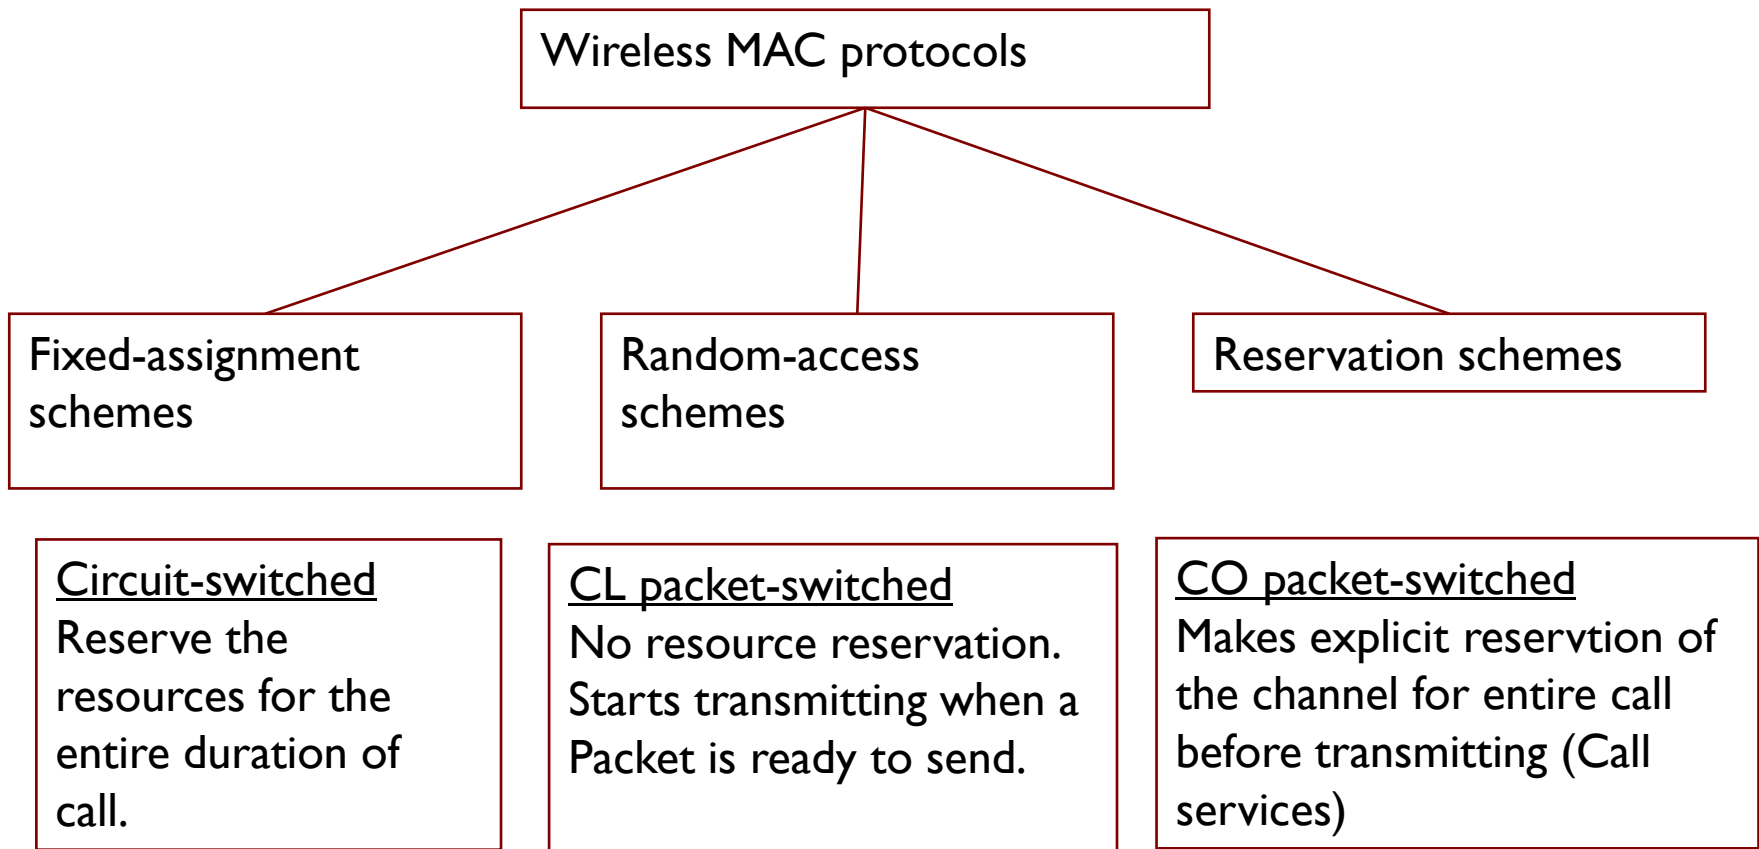 Wireless MAC protocols
Fixed-assignment
schemes
Random-access
schemes
Reservation schemes
Circuit-switched
Reserve the
resources for the
entire duration of
call.
CL packet-switched
No resource reservation.
Starts transmitting when a
Packet is ready to send.
CO packet-switched
Makes explicit reservtion of
the channel for entire call
before transmitting (Call
services)